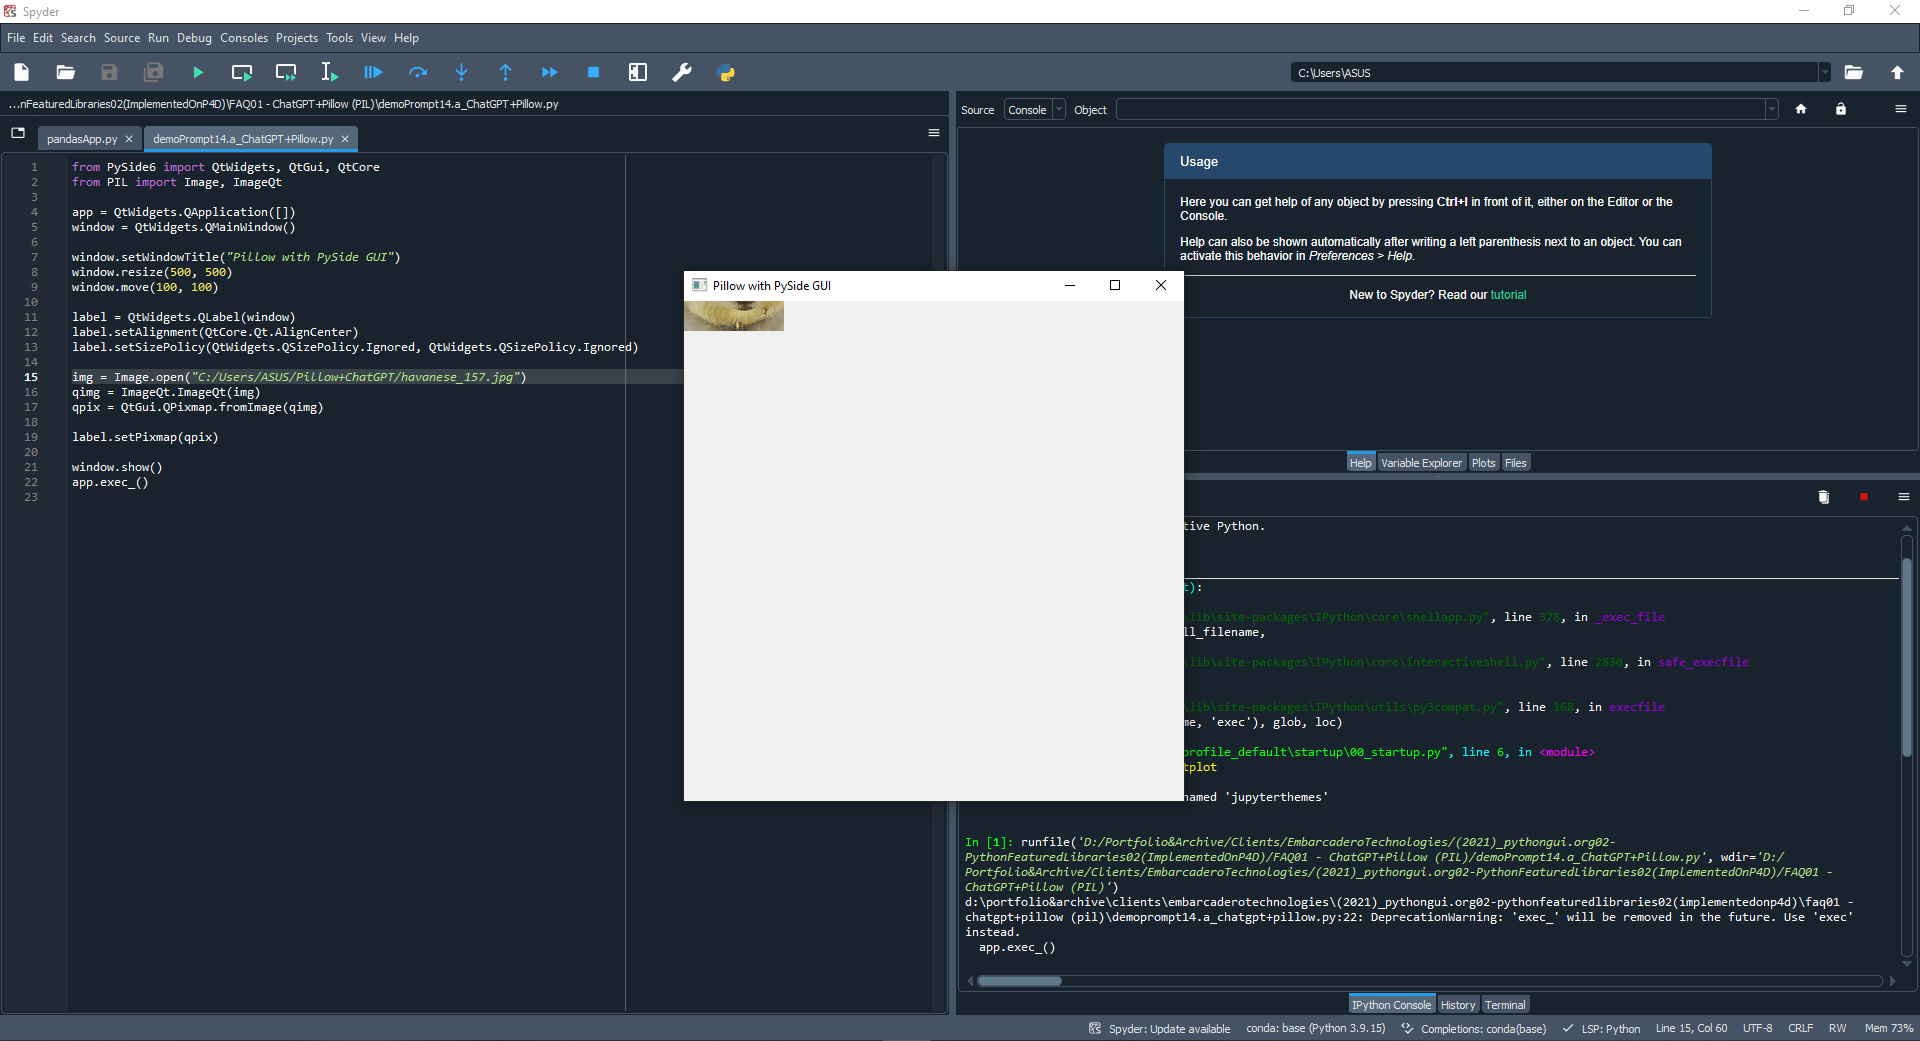 Spyder
File Edit Search Source Run Debug Consoles Projects Tools View Help
C:\Users\ASUS
...nFeaturedLibraries02(ImplementedOnP4D)\FAQ01 - ChatGPT+Pillow (PIL)\demoPrompt14.a_ChatGPT+Pillow.py
pandasApp.py
demoPrompt14.a_ChatGPT+Pillow.py
1 from PySide6 import QtWidgets, QtGui, QtCore
2 from PIL import Image, ImageQt
3
4 app = QtWidgets.QApplication([])
5 window = QtWidgets.QMainWindow()
6
7 window.setWindowTitle("Pillow with PySide GUI")
8 window.resize(500, 500)
9 window.move(100, 100)
10
11 label = QtWidgets.QLabel(window)
12 label.setAlignment(QtCore.Qt.AlignCenter)
13 label.setSizePolicy(QtWidgets.QSizePolicy.Ignored, QtWidgets.QSizePolicy.Ignored)
14
15 img = Image.open("C:/Users/ASUS/Pillow+ChatGPT/havanese_157.jpg")
16 qimg = ImageQt.ImageQt(img)
17 qpix = QtGui.QPixmap.fromImage(qimg)
18
19 label.setPixmap(qpix)
20
21 window.show()
22 app.exec_()
23
Pillow with PySide GUI
Source Console Object
Usage
Here you can get help of any object by pressing Ctrl+I in front of it, either on the Editor or the
Console.
Help can also be shown automatically after writing a left parenthesis next to an object. You can
activate this behavior in Preferences > Help.
New to Spyder? Read our tutorial
Help Variable Explorer Plots Files
tive Python.
t):
\lib\site-packages\IPython\core\shellapp.py", line 378, in _exec_file
ll_filename,
\lib\site-packages\IPython\core\interactiveshell.py", line 2830, in safe_execfile
\lib\site-packages\IPython\utils\py3compat.py", line 168, in execfile
me, 'exec'), glob, loc)
profile_default\startup\00_startup.py", line 6, in <module>
tplot
named 'jupyterthemes'
In [1]: runfile('D:/Portfolio&Archive/Clients/EmbarcaderoTechnologies/(2021)_pythongui.org02-
PythonFeaturedLibraries02(ImplementedOnP4D)/FAQ01 - ChatGPT+Pillow (PIL)/demoPrompt14.a_ChatGPT+Pillow.py', wdir='D:/
Portfolio&Archive/Clients/EmbarcaderoTechnologies/(2021)_pythongui.org02-PythonFeaturedLibraries02(ImplementedOnP4D)/FAQ01 -
ChatGPT+Pillow (PIL)')
d:\portfolio&archive\clients\embarcaderotechnologies\(2021)_pythongui.org02-pythonfeaturedlibraries02(implementedonp4d)\faq01 -
chatgpt+pillow (pil)\demoprompt14.a_chatgpt+pillow.py:22: DeprecationWarning: 'exec_' will be removed in the future. Use 'exec'
instead.
app.exec_()
IPython Console History Terminal
Spyder: Update available conda: base (Python 3.9.15) Completions: conda(base) LSP: Python Line 15, Col 60 UTF-8 CRLF RW Mem 73%